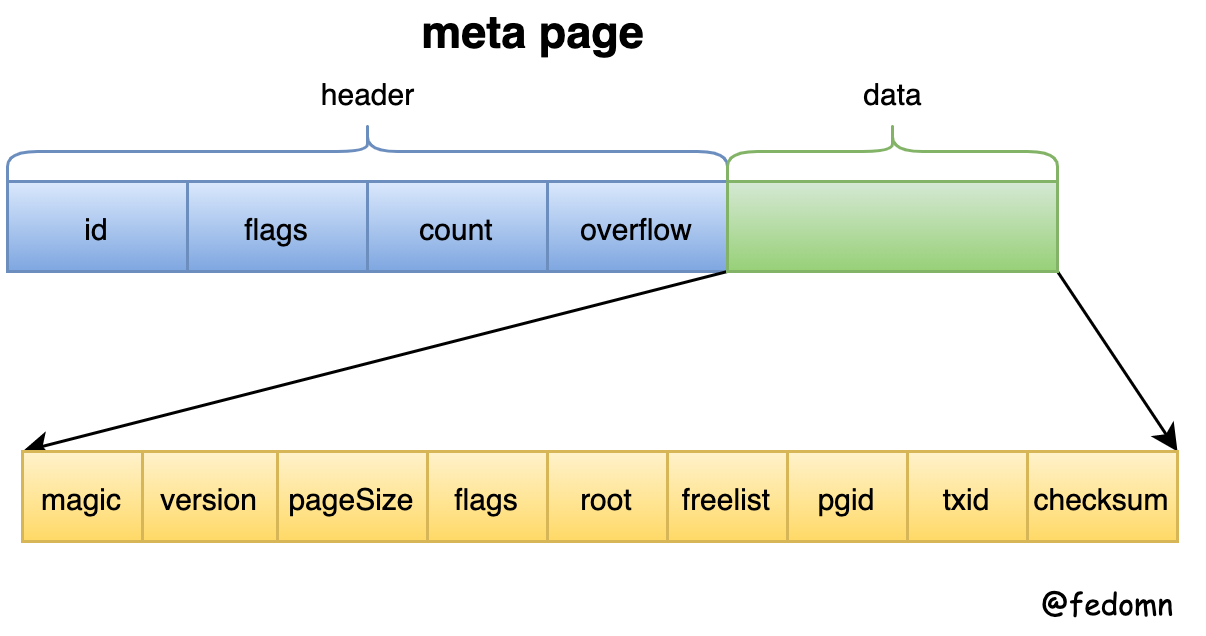 meta page
header data
id flags count overflow
magic version pageSize flags root freelist pgid txid checksum
@fedomn